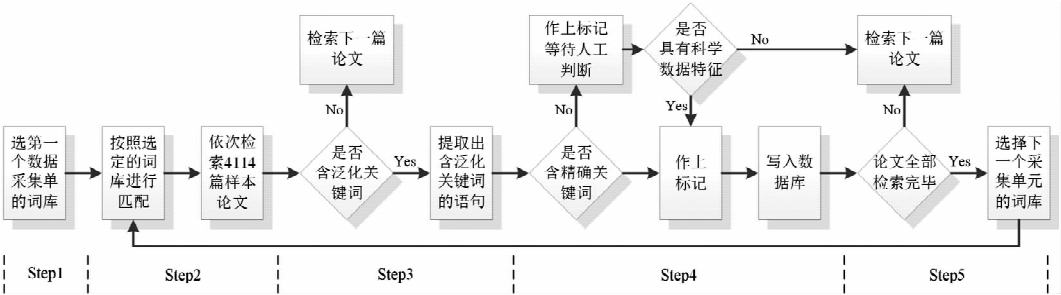 检索下一篇
论文
作上标记
等待人工
判断
是否
具有科学
数据特征
No
检索下一篇
论文
No
No
Yes
No
选第一
个数据
采集单
的词库
按照选
定的词
库进行
匹配
依次检
索4114
篇样本
论文
是否
含泛化关
键词
Yes
提取出
含泛化
关键词
的语句
是否
含精确关
键词
作上
标记
写入数
据库
论文全部
检索完毕
Yes
选择下
一个采
集单元
的词库
Step1
Step2
Step3
Step4
Step5